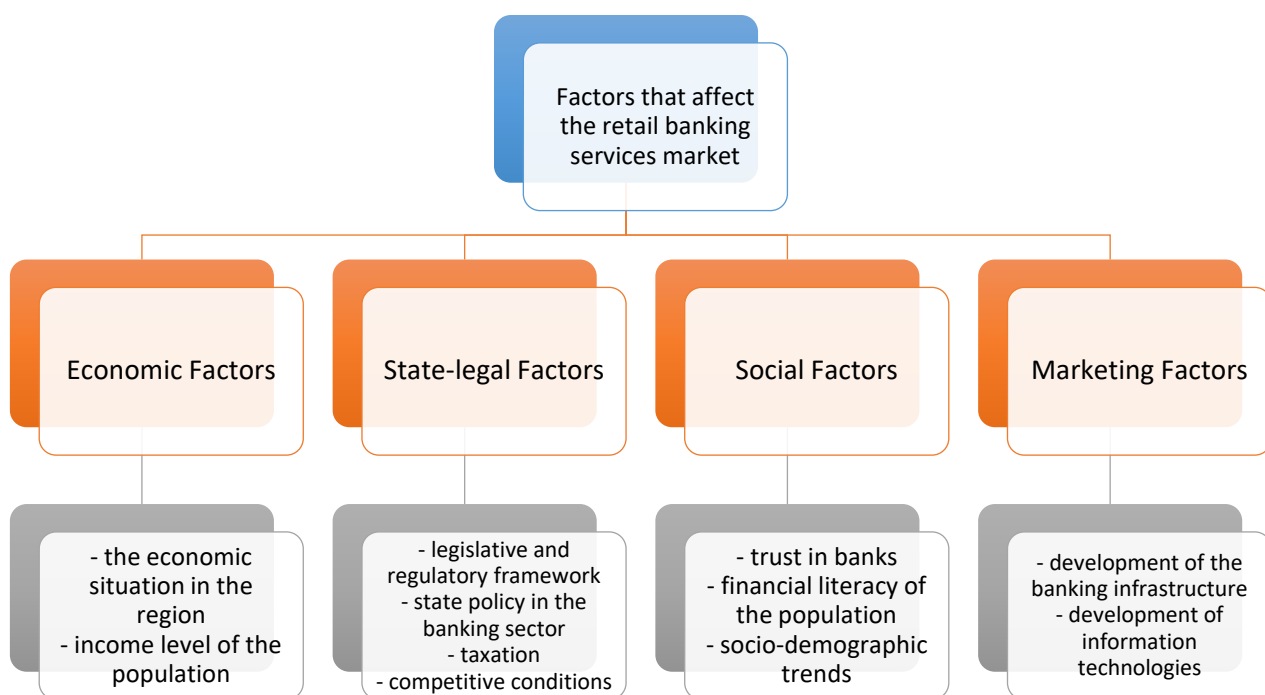 Factors that affect
the retail banking
services market
Economic Factors
State-legal Factors
Social Factors
Marketing Factors
- the economic
situation in the
region
- income level of the
population
- legislative and
regulatory framework
- state policy in the
banking sector
- taxation
- competitive conditions
- trust in banks
- financial literacy of
the population
- socio-demographic
trends
- development of the
banking infrastructure
- development of
information
technologies